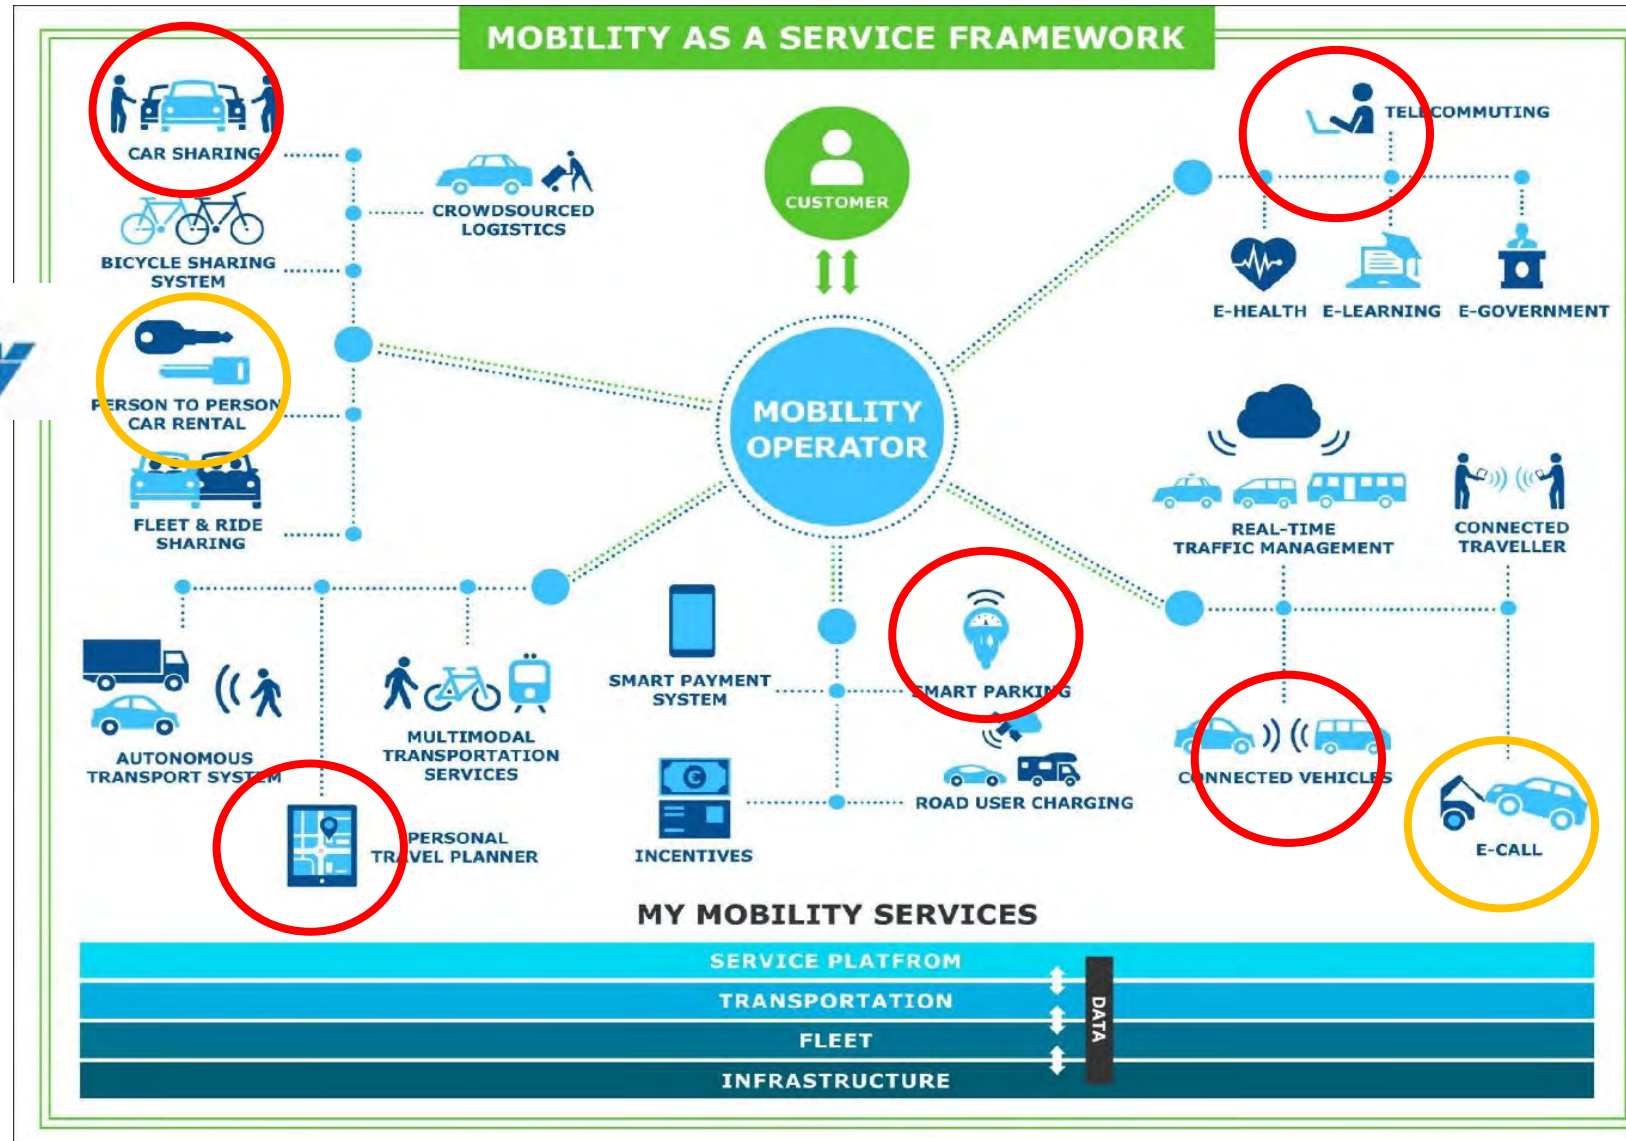 MOBILITY AS A SERVICE FRAMEWORK
CAR SHARING
CROWDSOURCED
LOGISTICS
BICYCLE SHARING
SYSTEM
PERSON TO PERSON
CAR RENTAL
FLEET & RIDE
SHARING
CUSTOMER
MOBILITY
OPERATOR
TELECOMMUTING
E-HEALTH
E-LEARNING
E-GOVERNMENT
REAL-TIME
TRAFFIC MANAGEMENT
CONNECTED
TRAVELLER
AUTONOMOUS
TRANSPORT SYSTEM
MULTIMODAL
TRANSPORTATION
SERVICES
PERSONAL
TRAVEL PLANNER
SMART PAYMENT
SYSTEM
SMART PARKING
INCENTIVES
ROAD USER CHARGING
CONNECTED VEHICLES
E-CALL
MY MOBILITY SERVICES
SERVICE PLATFROM
TRANSPORTATION
FLEET
INFRASTRUCTURE
DATA